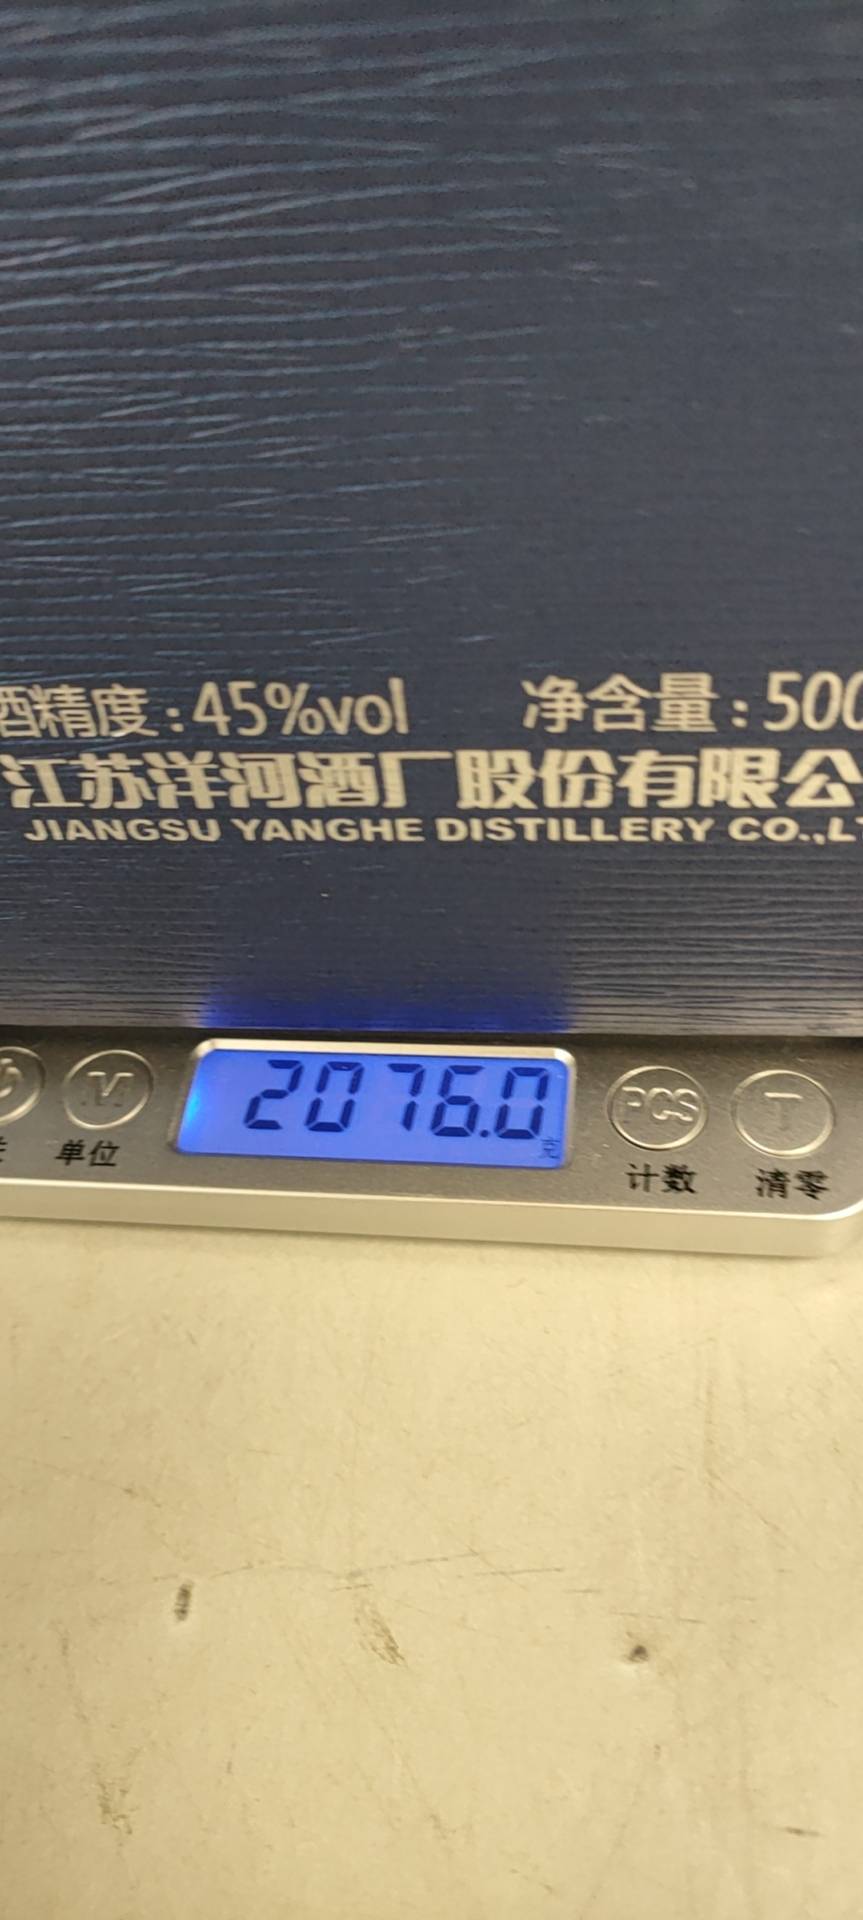 酒精度:45%vol 净含量:500
江苏洋河酒厂股份有限公
JIANGSU YANGHE DISTILLERY CO.,LT
2076.0
克
M PCS T
单位 计数 清零